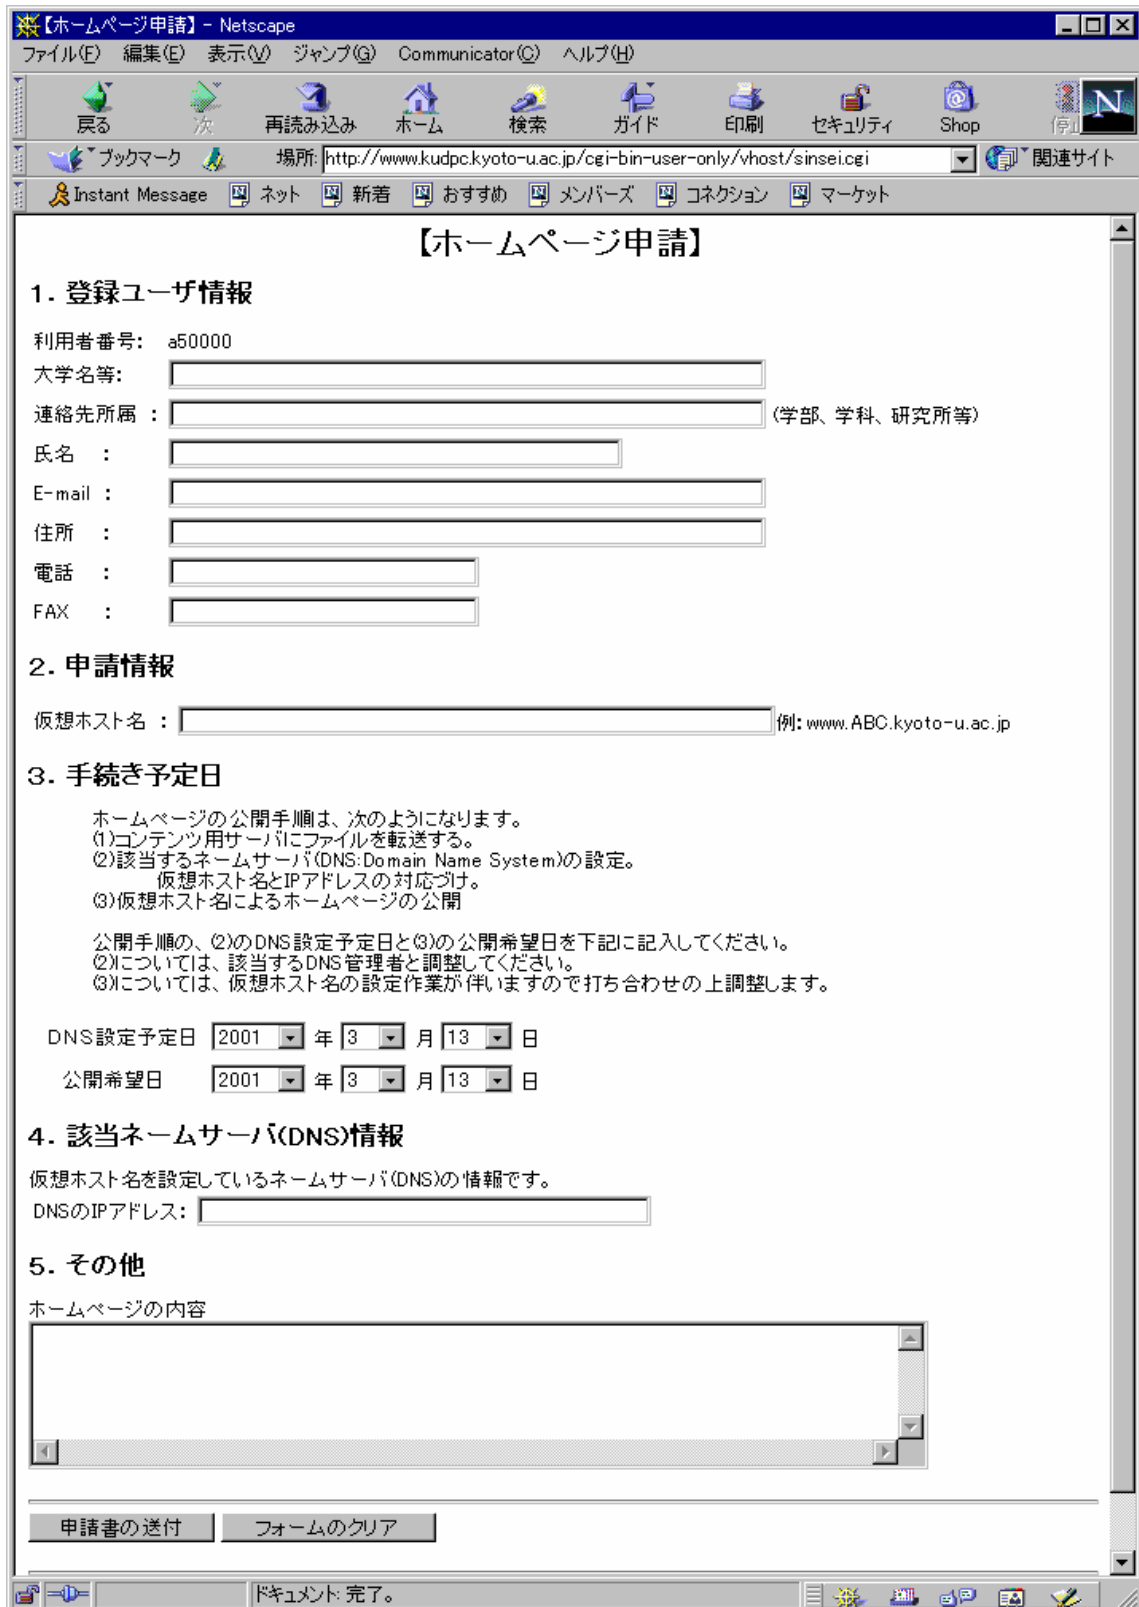 【ホームページ申請】 - Netscape
ファイル(F) 編集(E) 表示(V) ジャンプ(G) Communicator(C) ヘルプ(H)
戻る 次 再読み込み ホーム 検索 ガイド 印刷 セキュリティ Shop 停止 N
ブックマーク 場所: http://www.kudpc.kyoto-u.ac.jp/cgi-bin-user-only/vhost/sinsei.cgi 関連サイト
Instant Message ネット 新着 おすすめ メンバーズ コネクション マーケット
【ホームページ申請】
1. 登録ユーザ情報
利用者番号: a50000
大学名等:
連絡先所属 : (学部、学科、研究所等)
氏名 :
E-mail :
住所 :
電話 :
FAX :
2. 申請情報
仮想ホスト名 : 例: www.ABC.kyoto-u.ac.jp
3. 手続き予定日
ホームページの公開手順は、次のようになります。
(1)コンテンツ用サーバにファイルを転送する。
(2)該当するネームサーバ(DNS:Domain Name System)の設定。
仮想ホスト名とIPアドレスの対応づけ。
(3)仮想ホスト名によるホームページの公開
公開手順の、(2)のDNS設定予定日と(3)の公開希望日を下記に記入してください。
(2)については、該当するDNS管理者と調整してください。
(3)については、仮想ホスト名の設定作業が伴いますので打ち合わせの上調整します。
DNS設定予定日 2001 年 3 月 13 日
公開希望日 2001 年 3 月 13 日
4. 該当ネームサーバ(DNS)情報
仮想ホスト名を設定しているネームサーバ(DNS)の情報です。
DNSのIPアドレス:
5. その他
ホームページの内容
申請書の送付 フォームのクリア
ドキュメント: 完了。